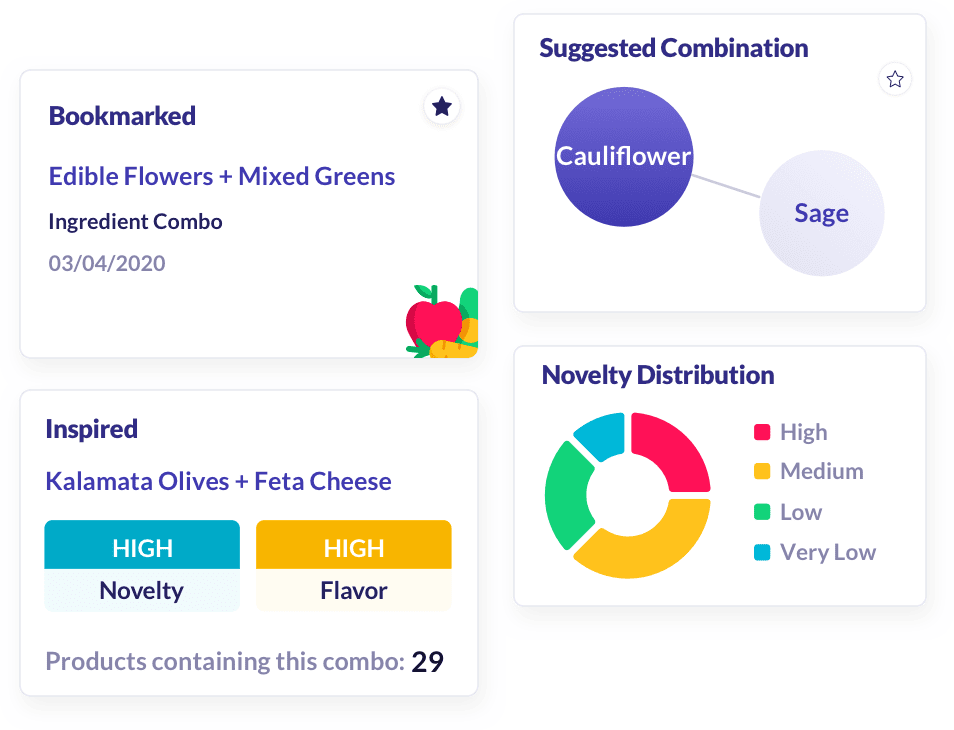 Bookmarked
Edible Flowers + Mixed Greens
Ingredient Combo
03/04/2020
Inspired
Kalamata Olives + Feta Cheese
HIGH
Novelty
HIGH
Flavor
Products containing this combo: 29
Suggested Combination
Cauliflower
Sage
Novelty Distribution
High
Medium
Low
Very Low